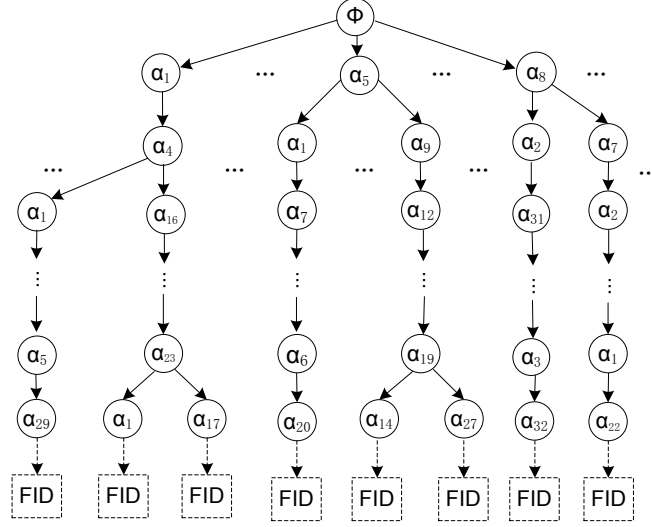 Φ
α₁ ... α₅ ... α₈ ...
α₄ α₁ α₉ α₂ α₇
... ... ... ... ..
α₁ α₁₆ α₇ α₁₂ α₃₁ α₂
⋮ ⋮ ⋮ ⋮ ⋮ ⋮
α₅ α₂₃ α₆ α₁₉ α₃ α₁
α₂₉ α₁ α₁₇ α₂₀ α₁₄ α₂₇ α₃₂ α₂₂
FID FID FID FID FID FID FID FID